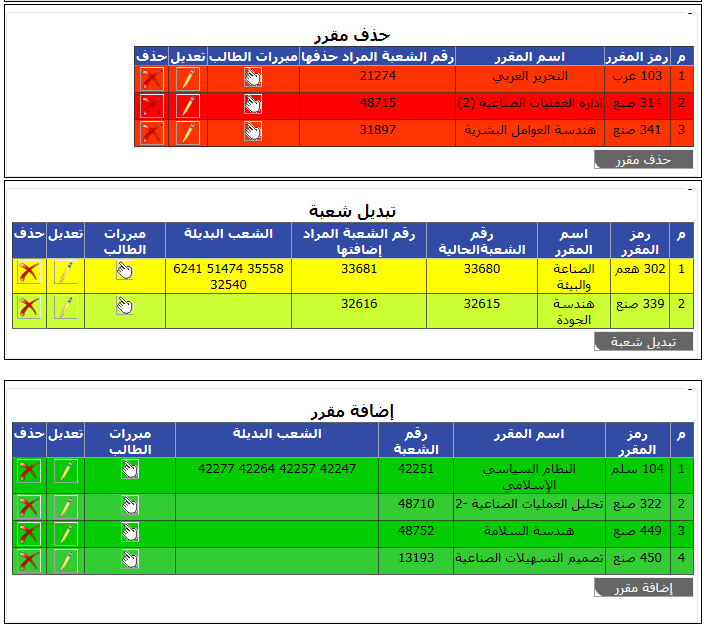 حذف مقرر
م رمز المقرر اسم المقرر رقم الشعبة المراد حذفها مبررات الطالب تعديل حذف
1 103 عرب التحرير العربي 21274
2 314 صنع ادارة العمليات الصناعية (2) 48715
3 341 صنع هندسة العوامل البشرية 31897
حذف مقرر
تبديل شعبة
م رمز اسم رقم رقم الشعبة المراد الشعب البديلة مبررات تعديل حذف
المقرر المقرر الشعبةالحالية إضافتها الطالب
1 302 هعم الصناعة 33680 33681 35558 51474 6241
والبيئة 32540
2 339 صنع هندسة 32615 32616
الجودة
تبديل شعبة
إضافة مقرر
م رمز اسم المقرر رقم الشعب البديلة مبررات تعديل حذف
المقرر الشعبة الطالب
1 104 سلم النظام السياسي 42251 42247 42257 42264 42277
الإسلامي
2 322 صنع تحليل العمليات الصناعية -2 48710
3 449 صنع هندسة السلامة 48752
4 450 صنع تصميم التسهيلات الصناعية 13193
إضافة مقرر